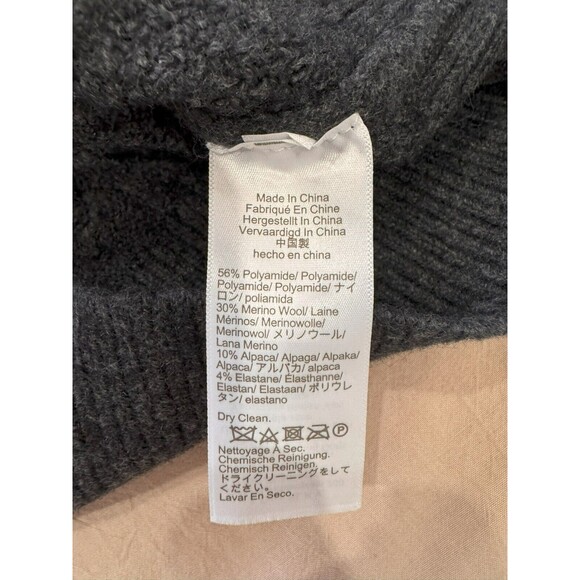 Made In China
Fabriqué En Chine
Hergestellt In China
Vervaardigd In China
中国製
hecho en china
56% Polyamide/ Polyamide/
Polyamide/ Polyamide/ ナイ
ロン/ poliamida
30% Merino Wool/ Laine
Mérinos/ Merinowolle/
Merinowol/ メリノウール/
Lana Merino
10% Alpaca/ Alpaga/ Alpaka/
Alpaca/ アルパカ/ alpaca
4% Elastane/ Élasthanne/
Elastan/ Elastaan/ ポリウレ
タン/ elastano
Dry Clean.
P
Nettoyage À Sec.
Chemische Reinigung.
Chemisch Reinigen.
ドライクリーニングをして
ください。
Lavar En Seco.